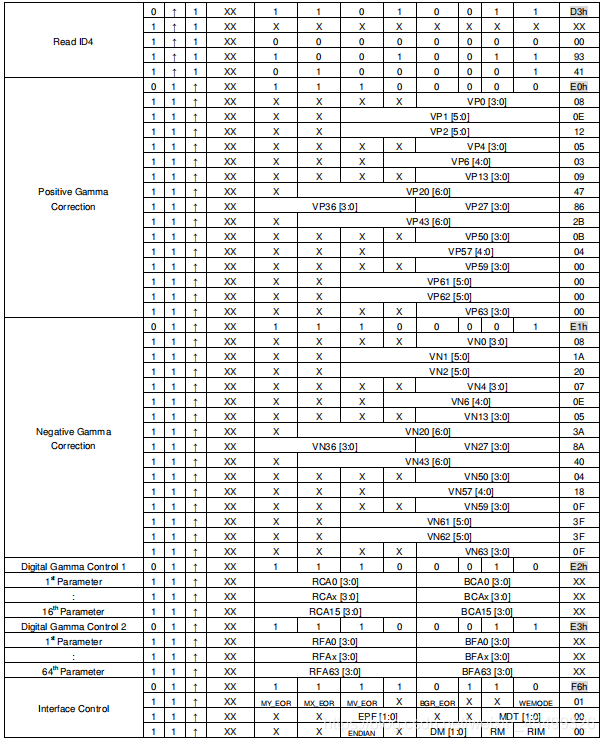 Read ID4
0 ↑ 1 XX 1 1 0 1 0 0 1 1 D3h
1 ↑ 1 XX X X X X X X X X XX
1 ↑ 1 XX 0 0 0 0 0 0 0 0 00
1 ↑ 1 XX 1 0 0 1 0 0 1 1 93
1 ↑ 1 XX 0 1 0 0 0 0 0 1 41
Positive Gamma Correction
0 1 ↑ XX 1 1 1 0 0 0 0 0 E0h
1 1 ↑ XX X X X X VP0 [3:0] 08
1 1 ↑ XX X X VP1 [5:0] 0E
1 1 ↑ XX X X VP2 [5:0] 12
1 1 ↑ XX X X X X VP4 [3:0] 05
1 1 ↑ XX X X X VP6 [4:0] 03
1 1 ↑ XX X X X X VP13 [3:0] 09
1 1 ↑ XX X VP20 [6:0] 47
1 1 ↑ XX VP36 [3:0] VP27 [3:0] 86
1 1 ↑ XX X VP43 [6:0] 2B
1 1 ↑ XX X X X X VP50 [3:0] 0B
1 1 ↑ XX X X X VP57 [4:0] 04
1 1 ↑ XX X X X X VP59 [3:0] 00
1 1 ↑ XX X X VP61 [5:0] 00
1 1 ↑ XX X X VP62 [5:0] 00
1 1 ↑ XX X X X X VP63 [3:0] 00
Negative Gamma Correction
0 1 ↑ XX 1 1 1 0 0 0 0 1 E1h
1 1 ↑ XX X X X X VN0 [3:0] 08
1 1 ↑ XX X X VN1 [5:0] 1A
1 1 ↑ XX X X VN2 [5:0] 20
1 1 ↑ XX X X X X VN4 [3:0] 07
1 1 ↑ XX X X X VN6 [4:0] 0E
1 1 ↑ XX X X X X VN13 [3:0] 05
1 1 ↑ XX X VN20 [6:0] 3A
1 1 ↑ XX VN36 [3:0] VN27 [3:0] 8A
1 1 ↑ XX X VN43 [6:0] 40
1 1 ↑ XX X X X X VN50 [3:0] 04
1 1 ↑ XX X X X VN57 [4:0] 18
1 1 ↑ XX X X X X VN59 [3:0] 0F
1 1 ↑ XX X X VN61 [5:0] 3F
1 1 ↑ XX X X VN62 [5:0] 3F
1 1 ↑ XX X X X X VN63 [3:0] 0F
Digital Gamma Control 1 0 1 ↑ XX 1 1 1 0 0 0 1 0 E2h
1st Parameter 1 1 ↑ XX RCA0 [3:0] BCA0 [3:0] XX
: 1 1 ↑ XX RCAx [3:0] BCAx [3:0] XX
16th Parameter 1 1 ↑ XX RCA15 [3:0] BCA15 [3:0] XX
Digital Gamma Control 2 0 1 ↑ XX 1 1 1 0 0 0 1 1 E3h
1st Parameter 1 1 ↑ XX RFA0 [3:0] BFA0 [3:0] XX
: 1 1 ↑ XX RFAx [3:0] BFAx [3:0] XX
64th Parameter 1 1 ↑ XX RFA63 [3:0] BFA63 [3:0] XX
Interface Control
0 1 ↑ XX 1 1 1 1 0 1 1 0 F6h
1 1 ↑ XX MY_EOR MX_EOR MV_EOR X BGR_EOR X X WEMODE 01
1 1 ↑ XX X X EPF [1:0] X X MDT [1:0] 00
1 1 ↑ XX X X ENDIAN X DM [1:0] RM RIM 00